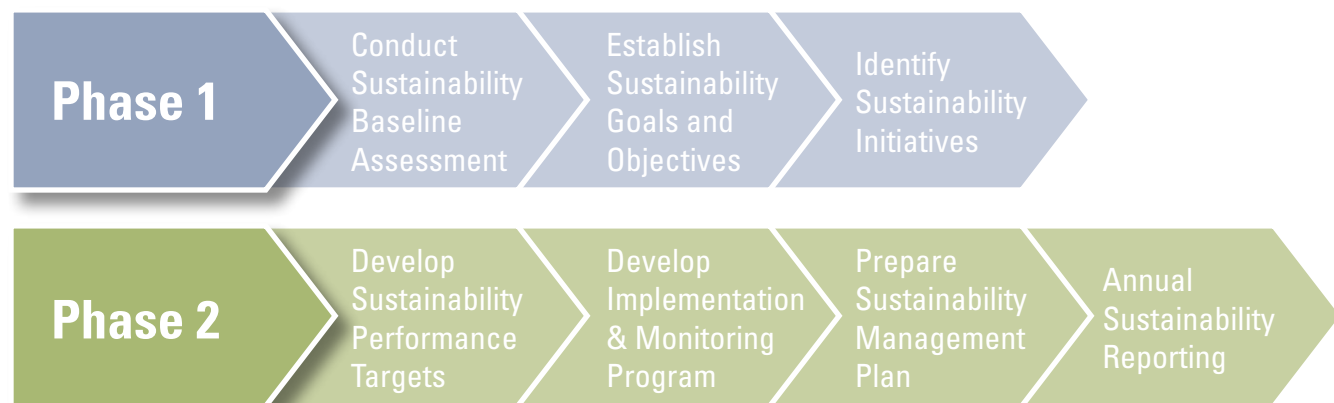 Phase 1
Conduct
Sustainability
Baseline
Assessment
Establish
Sustainability
Goals and
Objectives
Identify
Sustainability
Initiatives
Phase 2
Develop
Sustainability
Performance
Targets
Develop
Implementation
& Monitoring
Program
Prepare
Sustainability
Management
Plan
Annual
Sustainability
Reporting